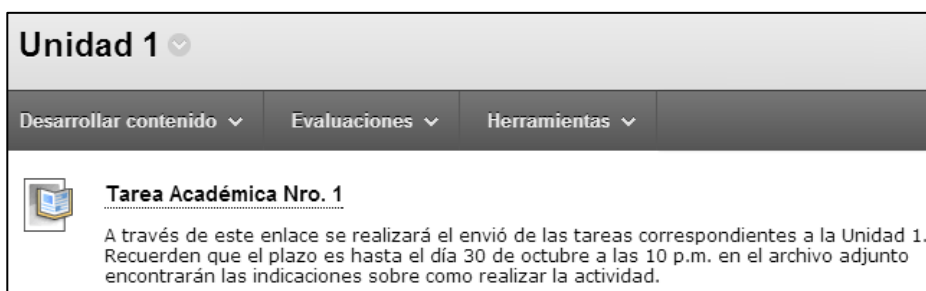 Unidad 1
Desarrollar contenido Evaluaciones Herramientas
Tarea Académica Nro. 1
A través de este enlace se realizará el envió de las tareas correspondientes a la Unidad 1.
Recuerden que el plazo es hasta el día 30 de octubre a las 10 p.m. en el archivo adjunto
encontrarán las indicaciones sobre como realizar la actividad.